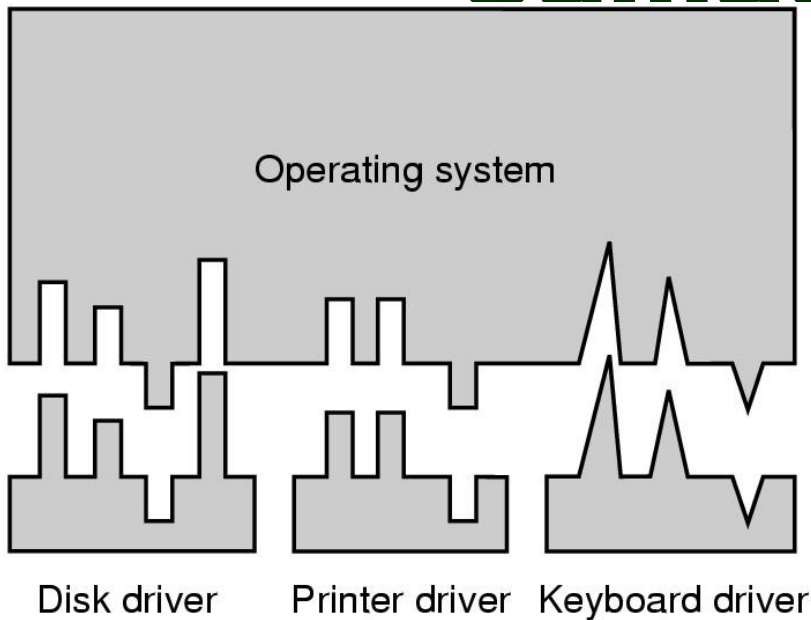 Operating system
Disk driver
Printer driver
Keyboard driver